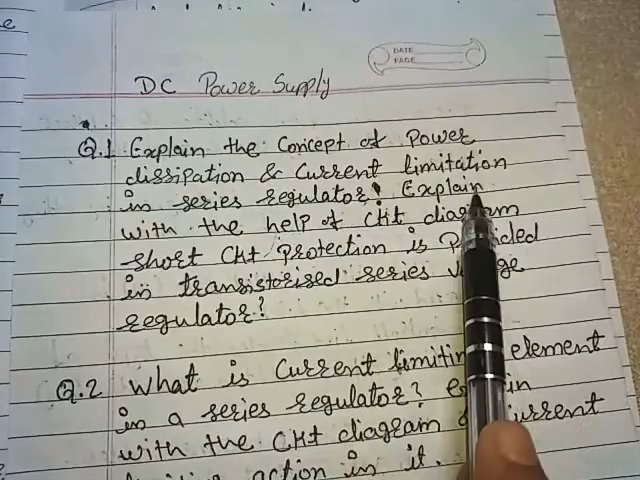 DATE
PAGE
DC Power Supply
Q.1 Explain the Concept of Power
dissipation & Current limitation
in series regulator? Explain
with the help of CKt diagram
short CKt protection is
in transistorised series
regulator?
Q.2 What is Current limiting element
in a series regulator?
with the CKt diagram
action in it.